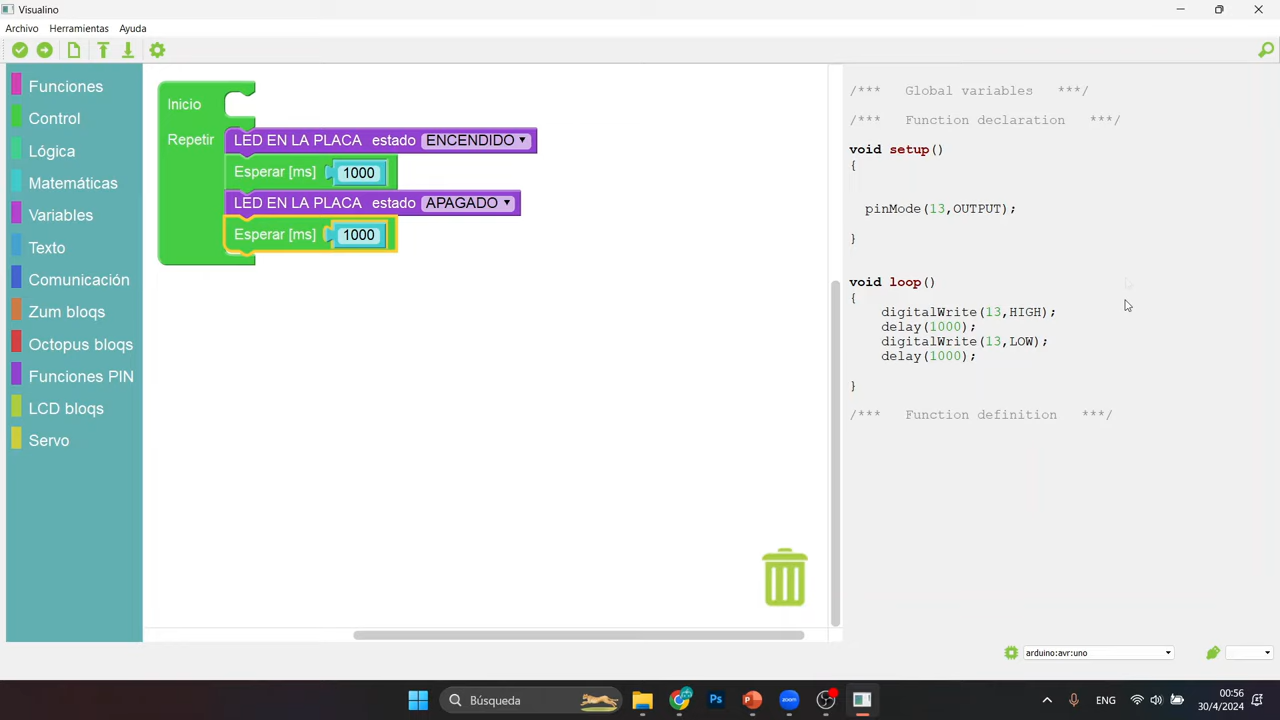 Visualino
Archivo Herramientas Ayuda
Funciones
Control
Lógica
Matemáticas
Variables
Texto
Comunicación
Zum bloqs
Octopus bloqs
Funciones PIN
LCD bloqs
Servo
Inicio
Repetir LED EN LA PLACA estado ENCENDIDO
Esperar [ms] 1000
LED EN LA PLACA estado APAGADO
Esperar [ms] 1000
/*** Global variables ***/
/*** Function declaration ***/
void setup()
{
pinMode(13,OUTPUT);
}
void loop()
{
digitalWrite(13,HIGH);
delay(1000);
digitalWrite(13,LOW);
delay(1000);
}
/*** Function definition ***/
arduino:avr:uno
Búsqueda
Ps
P
zoom
ENG
00:56
30/4/2024